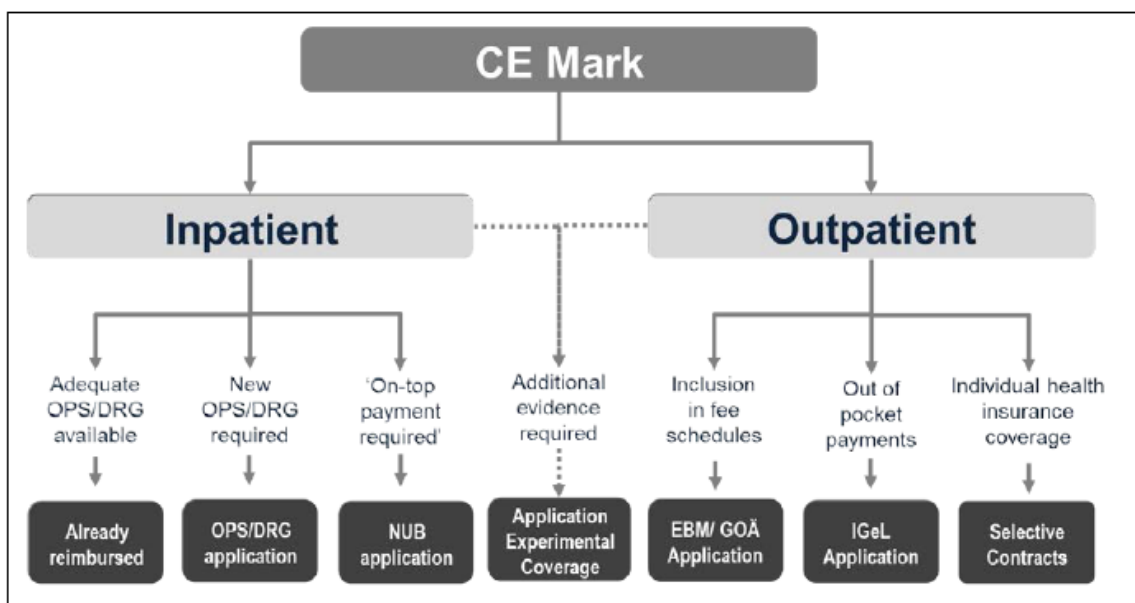 CE Mark
Inpatient
Outpatient
Adequate
OPS/DRG
available
New
OPS/DRG
required
'On-top
payment
required'
Additional
evidence
required
Inclusion
in fee
schedules
Out of
pocket
payments
Individual health
insurance
coverage
Already
reimbursed
OPS/DRG
application
NUB
application
Application
Experimental
Coverage
EBM/ GOÄ
Application
IGeL
Application
Selective
Contracts